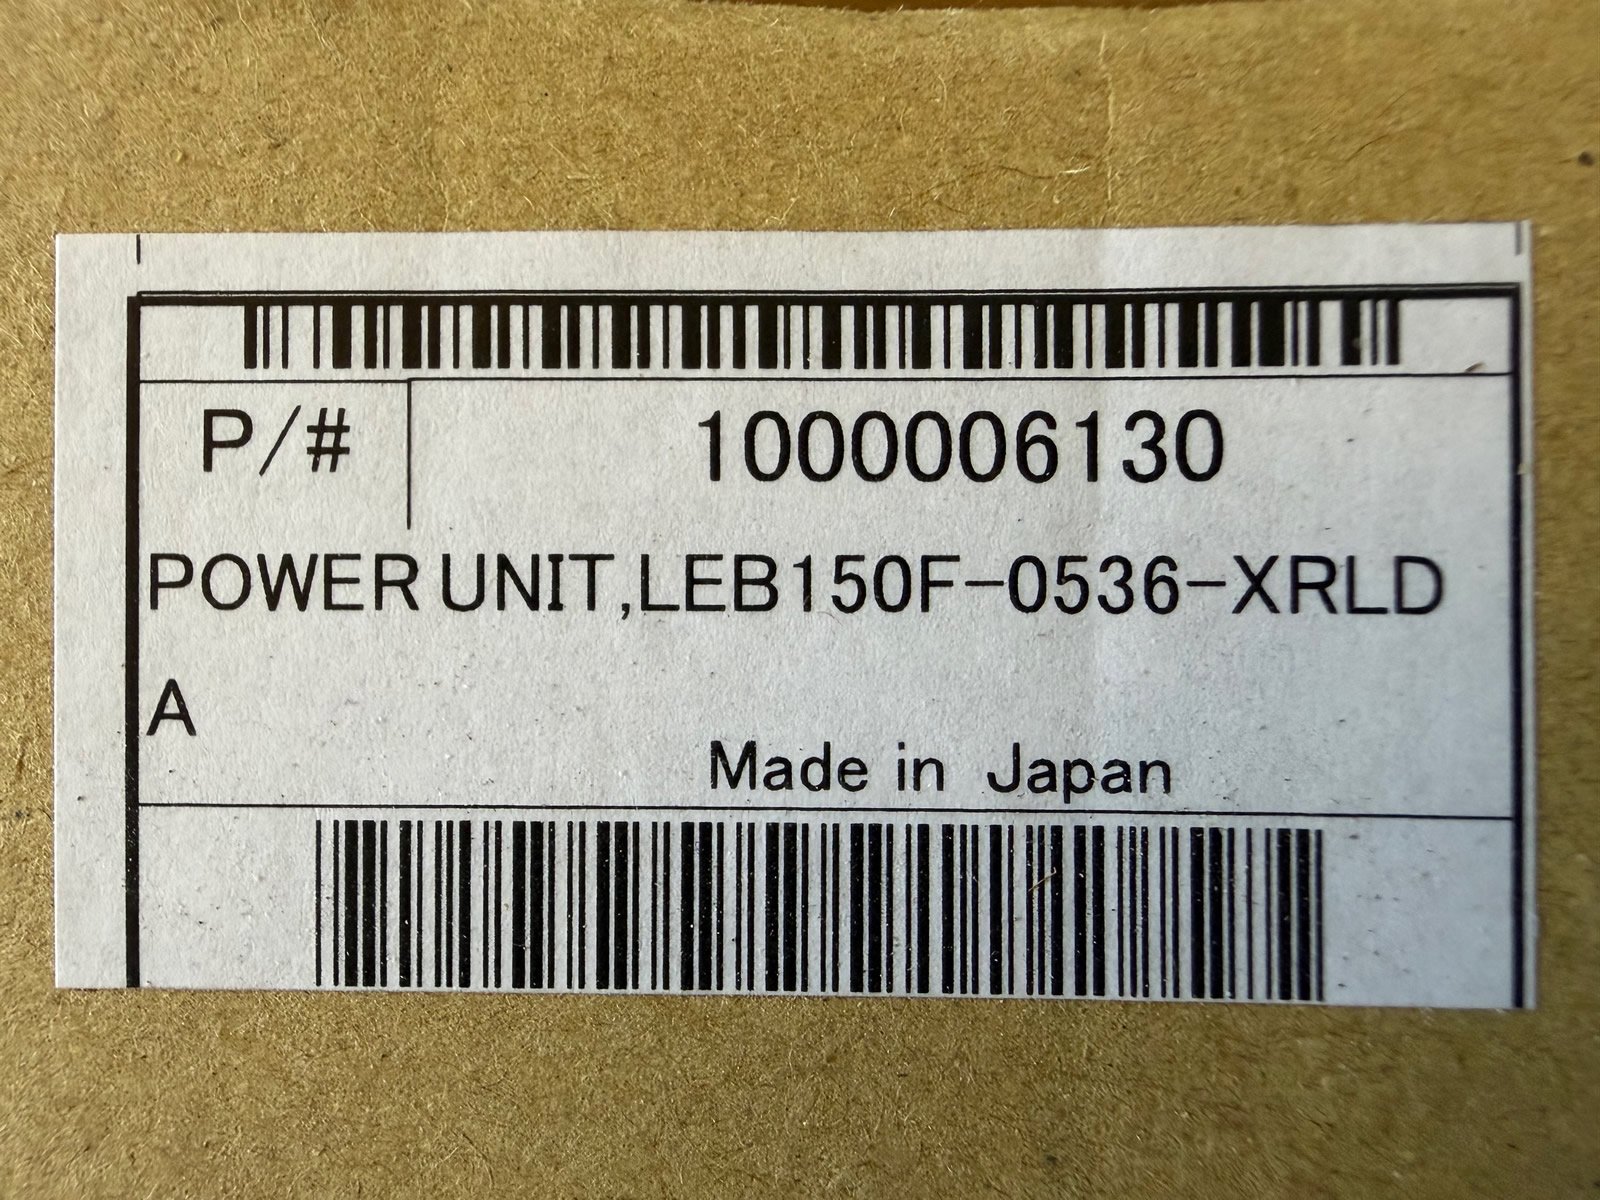 P/# 1000006130
POWER UNIT,LEB150F-0536-XRLD
A
Made in Japan